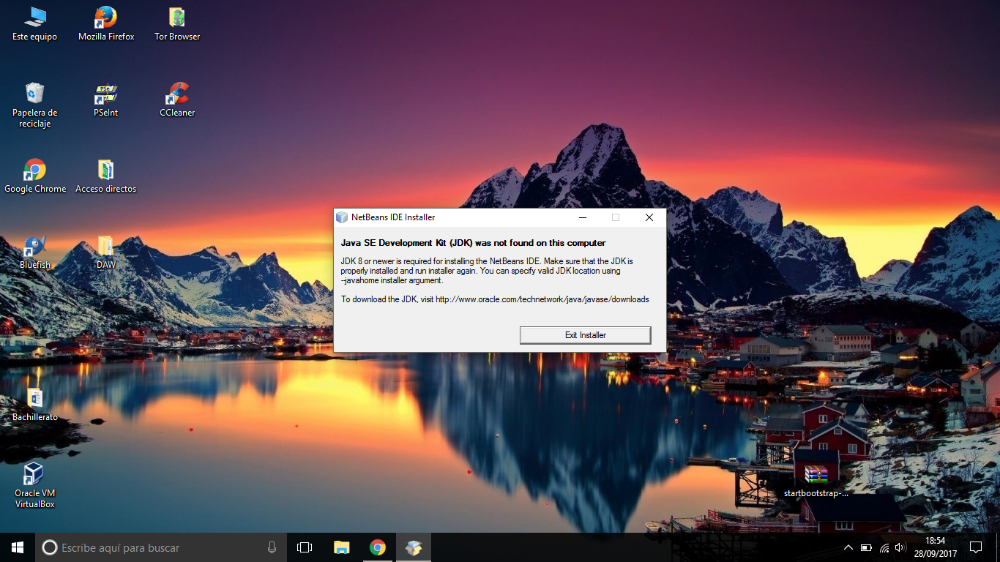 Este equipo
Mozilla Firefox
Tor Browser
Papelera de
reciclaje
PSeInt
CCleaner
Google Chrome
Acceso directos
Bluefish
DAW
Bachillerato
Oracle VM
VirtualBox
NetBeans IDE Installer
Java SE Development Kit (JDK) was not found on this computer
JDK 8 or newer is required for installing the NetBeans IDE. Make sure that the JDK is
properly installed and run installer again. You can specify valid JDK location using
--javahome installer argument.
To download the JDK, visit http://www.oracle.com/technetwork/java/javase/downloads
Exit Installer
startbootstrap-...
Escribe aquí para buscar
18:54
28/09/2017